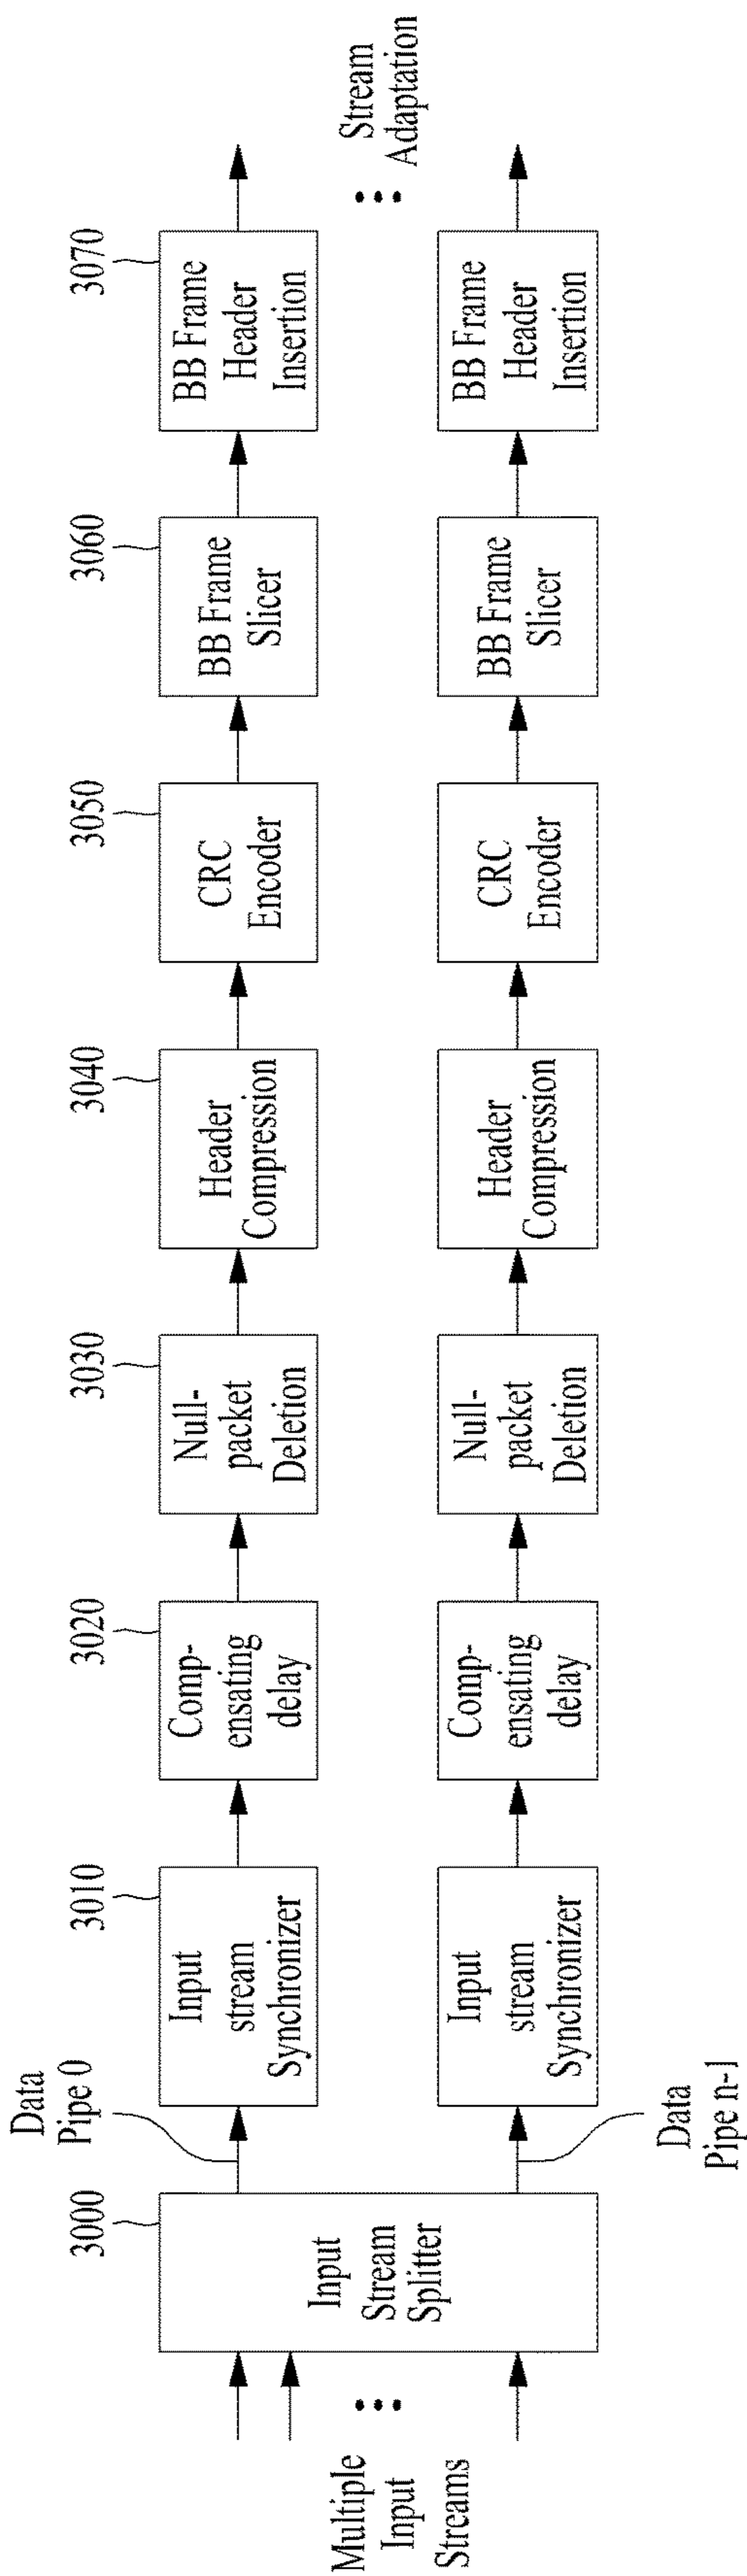 Multiple
Input
Streams
3000
Input
Stream
Splitter
Data
Pipe 0
3010
Input
stream
Synchronizer
3020
Comp-
ensating
delay
3030
Null-
packet
Deletion
3040
Header
Compression
3050
CRC
Encoder
3060
BB Frame
Slicer
3070
BB Frame
Header
Insertion
Data
Pipe n-1
Input
stream
Synchronizer
Comp-
ensating
delay
Null-
packet
Deletion
Header
Compression
CRC
Encoder
BB Frame
Slicer
BB Frame
Header
Insertion
Stream
Adaptation